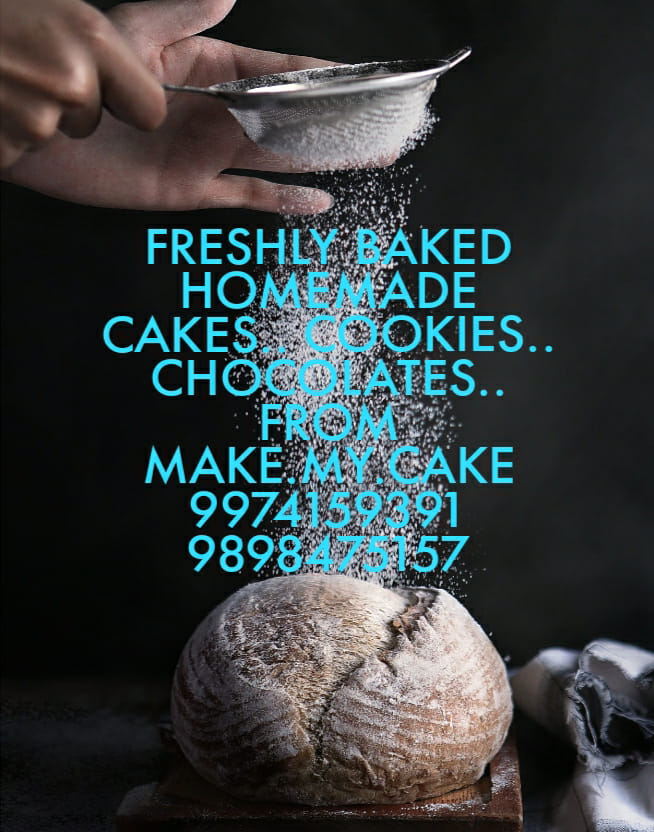 FRESHLY BAKED
HOMEMADE
CAKES.. COOKIES..
CHOCOLATES..
FROM
MAKE.MY.CAKE
9974159391
9898475157